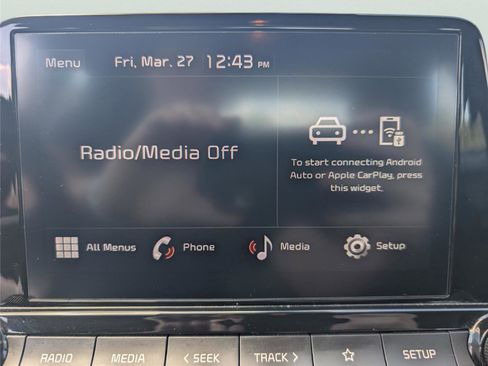 Menu Fri, Mar. 27 12:43 PM
Radio/Media Off
To start connecting Android
Auto or Apple CarPlay, press
this widget.
All Menus Phone Media Setup
RADIO MEDIA < SEEK TRACK > SETUP